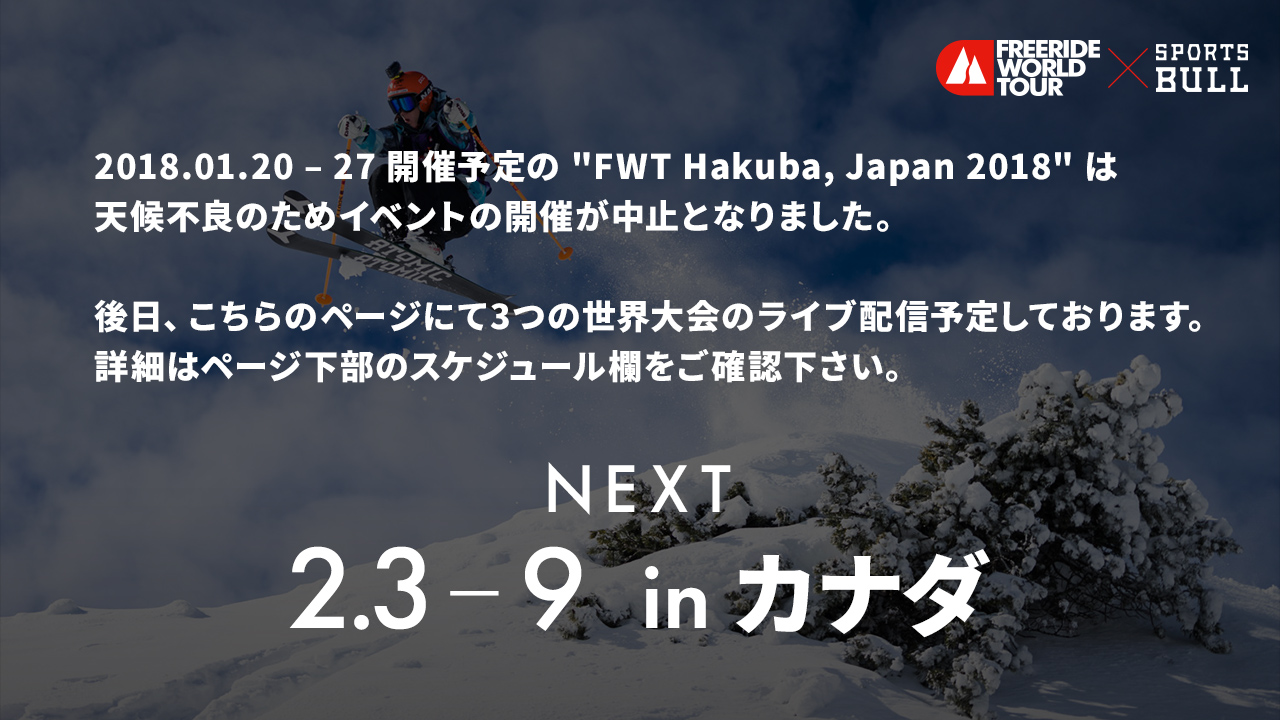 FREERIDE
WORLD
TOUR
SPORTS
BULL
2018.01.20 – 27 開催予定の "FWT Hakuba, Japan 2018" は
天候不良のためイベントの開催が中止となりました。
後日、こちらのページにて3つの世界大会のライブ配信予定しております。
詳細はページ下部のスケジュール欄をご確認下さい。
NEXT
2.3 – 9 in カナダ
ATOMIC
ATOMIC